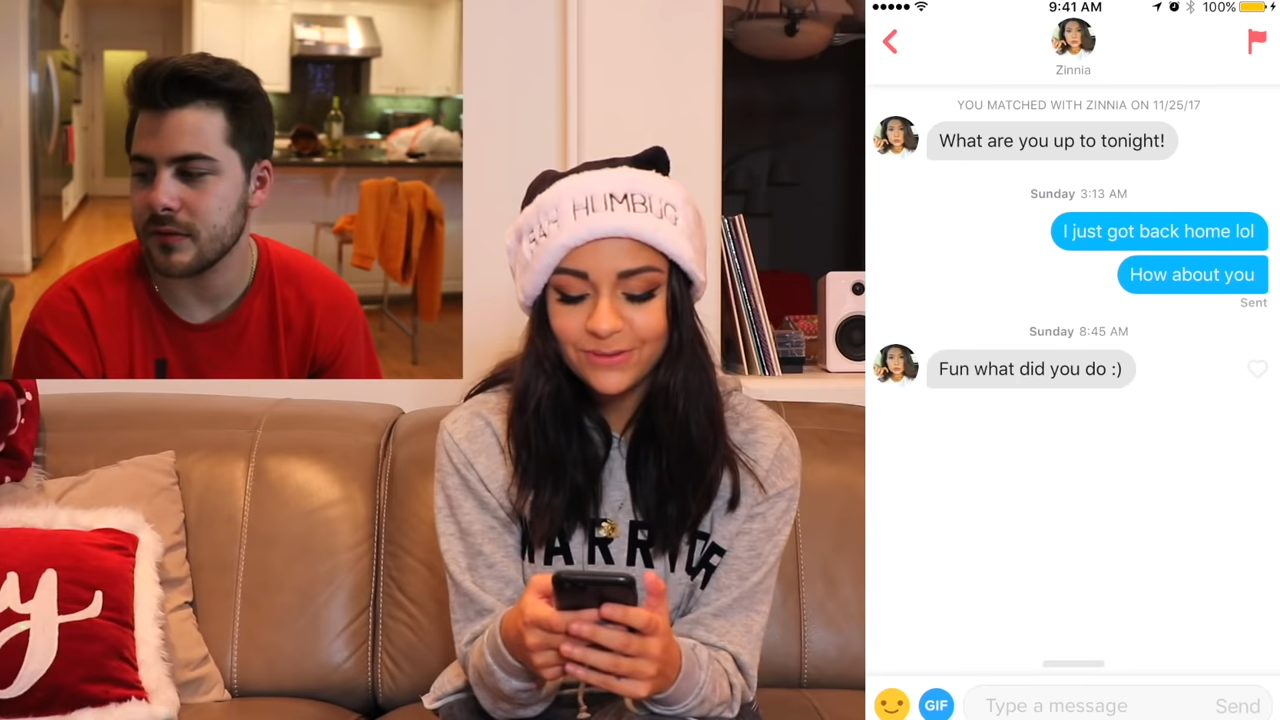 BAH HUMBUG
WARRIOR
y
9:41 AM
100%
Zinnia
YOU MATCHED WITH ZINNIA ON 11/25/17
What are you up to tonight!
Sunday 3:13 AM
I just got back home lol
How about you
Sent
Sunday 8:45 AM
Fun what did you do :)
GIF
Type a message
Send